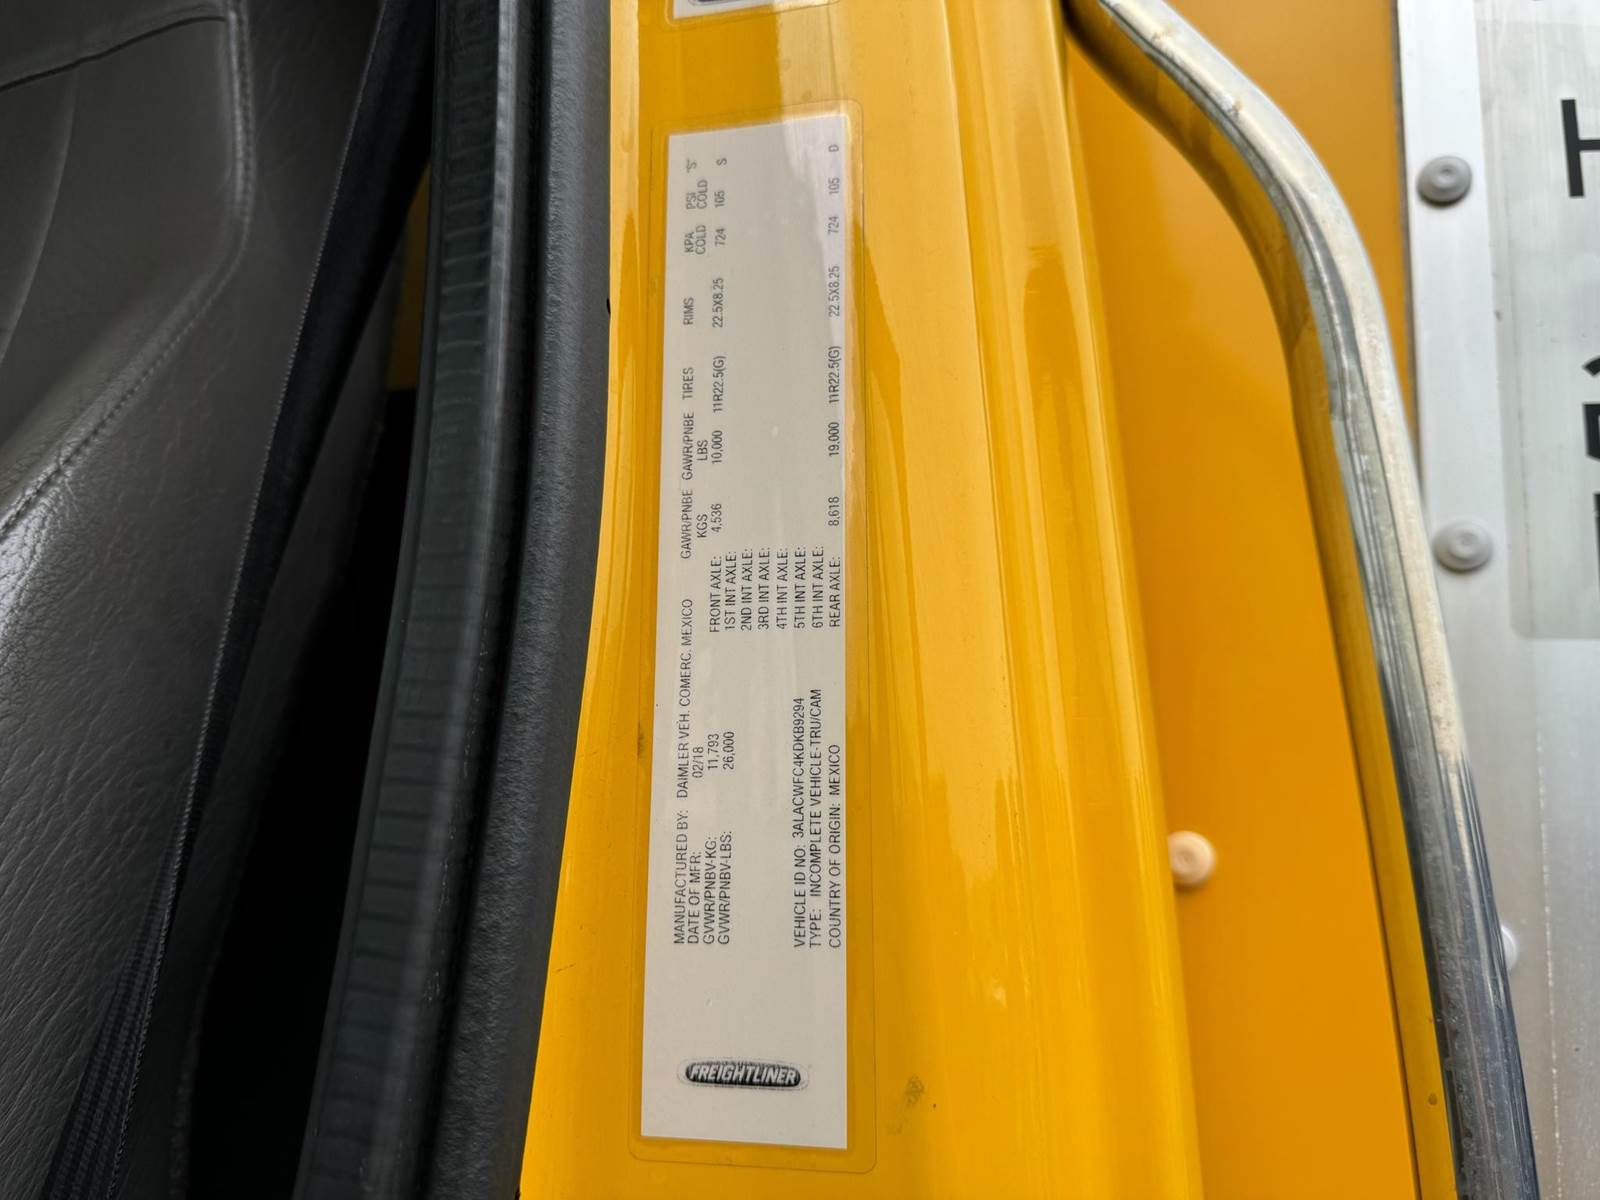 FREIGHTLINER
MANUFACTURED BY: DAIMLER VEH. COMERC. MEXICO
DATE OF MFR: 02/18
GVWR/PNBV-KG: 11,793
GVWR/PNBV-LBS: 26,000
VEHICLE ID NO: 3ALACWFC4KDKB9294
TYPE: INCOMPLETE VEHICLE-TRU/CAM
COUNTRY OF ORIGIN: MEXICO
GAWR/PNBE GAWR/PNBE TIRES RIMS KPA PSI "S"
KGS LBS COLD COLD
FRONT AXLE: 4,536 10,000 11R22.5(G) 22.5X8.25 724 105 S
1ST INT AXLE:
2ND INT AXLE:
3RD INT AXLE:
4TH INT AXLE:
5TH INT AXLE:
6TH INT AXLE:
REAR AXLE: 8,618 19,000 11R22.5(G) 22.5X8.25 724 105 D
H